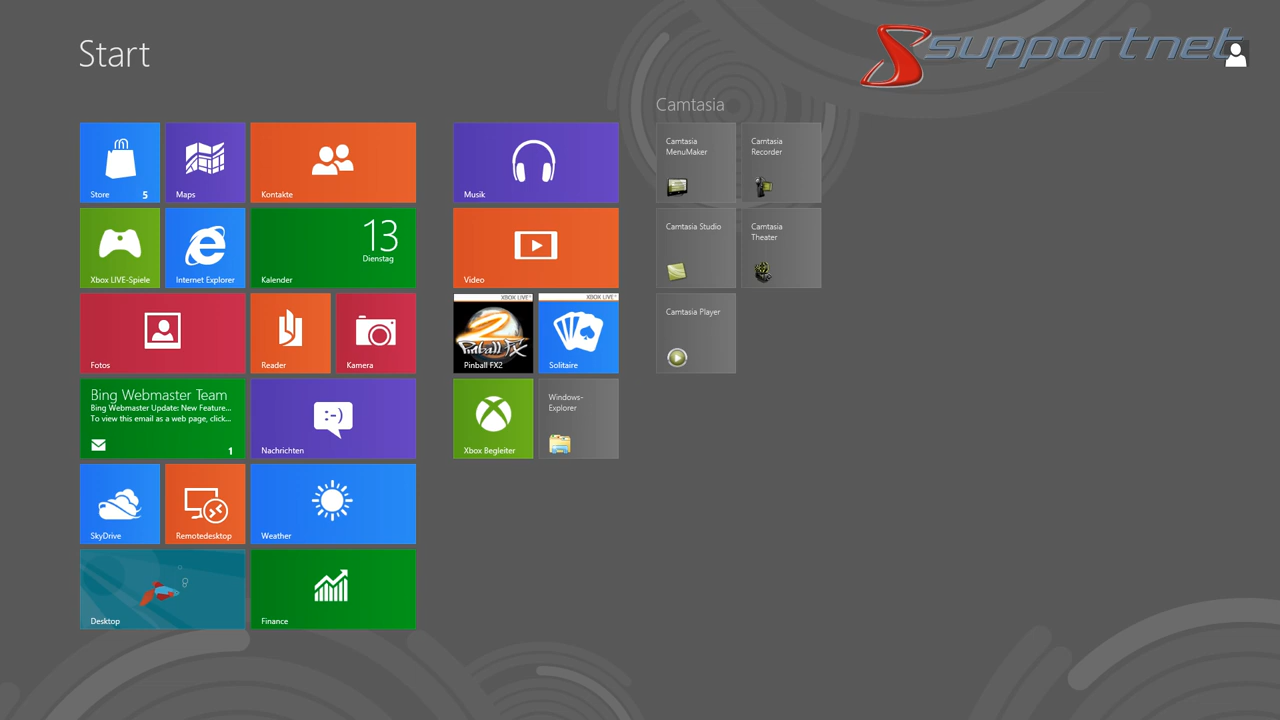 Start
supportnet
Camtasia
Store 5
Maps
Kontakte
Xbox LIVE-Spiele
Internet Explorer
13
Dienstag
Kalender
Fotos
Reader
Kamera
Bing Webmaster Team
Bing Webmaster Update: New Feature...
To view this email as a web page, click...
1
:-)
Nachrichten
SkyDrive
Remotedesktop
Weather
Desktop
Finance
Musik
Video
XBOX LIVE
2
Pinball FX
Pinball FX2
XBOX LIVE
Solitaire
Xbox Begleiter
Windows-
Explorer
Camtasia
MenuMaker
Camtasia
Recorder
Camtasia Studio
Camtasia
Theater
Camtasia Player